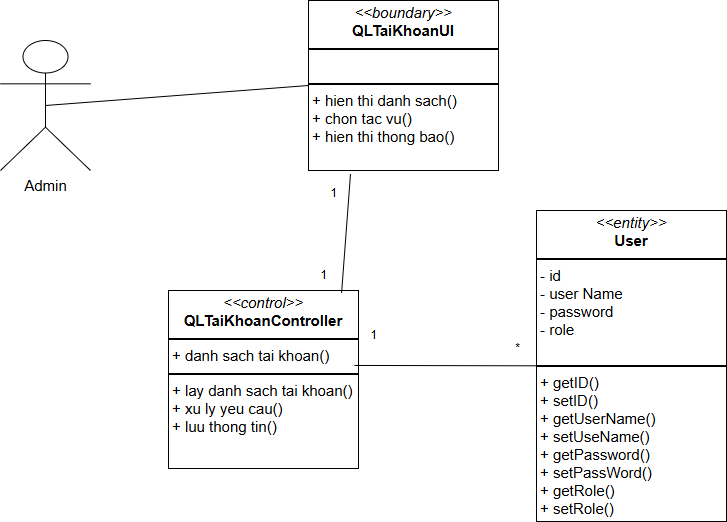 <<boundary>>
QLTaiKhoanUI
+ hien thi danh sach()
+ chon tac vu()
+ hien thi thong bao()
Admin
1
1
<<control>>
QLTaiKhoanController
+ danh sach tai khoan()
+ lay danh sach tai khoan()
+ xu ly yeu cau()
+ luu thong tin()
1
*
<<entity>>
User
- id
- user Name
- password
- role
+ getID()
+ setID()
+ getUserName()
+ setUseName()
+ getPassword()
+ setPassWord()
+ getRole()
+ setRole()